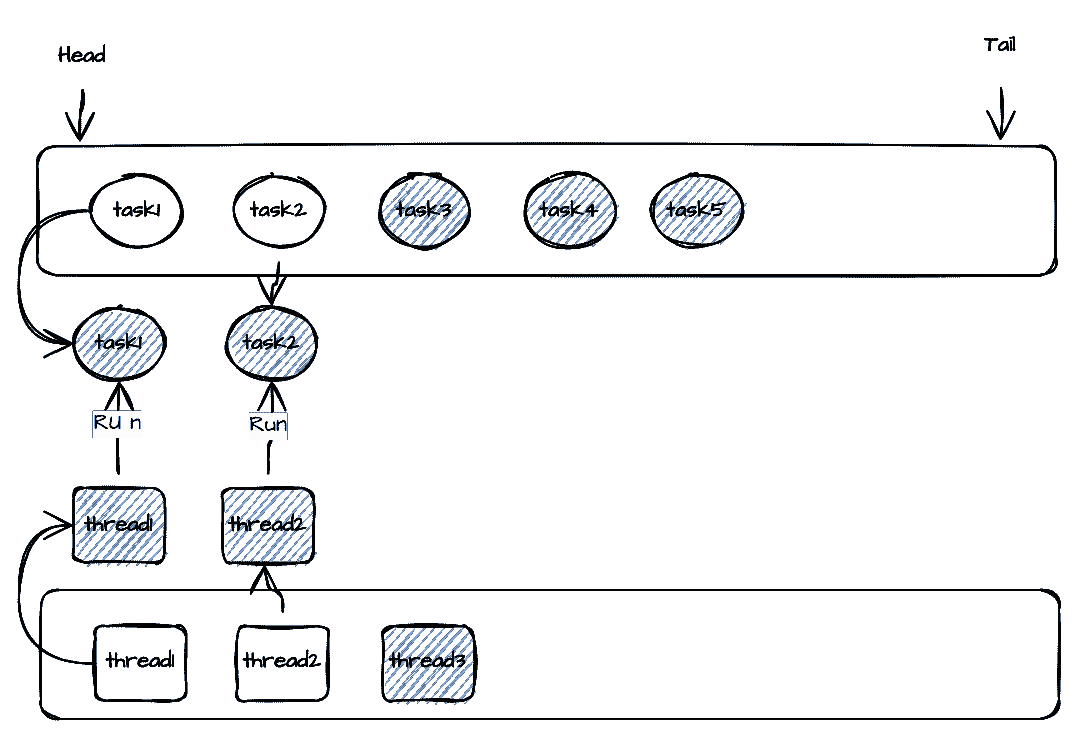 Head
Tail
task1
task2
task3
task4
task5
task1
task2
Ru n
Run
thread1
thread2
thread1
thread2
thread3